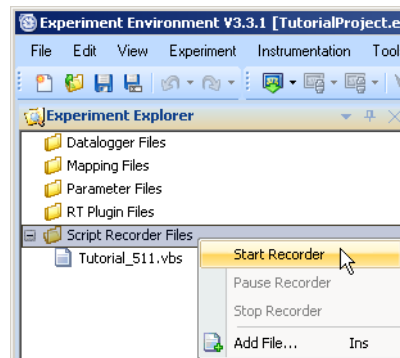 Experiment Environment V3.3.1 [TutorialProject.e
File Edit View Experiment Instrumentation Tool
Experiment Explorer
Datalogger Files
Mapping Files
Parameter Files
RT Plugin Files
Script Recorder Files
Tutorial_511.vbs
Start Recorder
Pause Recorder
Stop Recorder
Add File... Ins